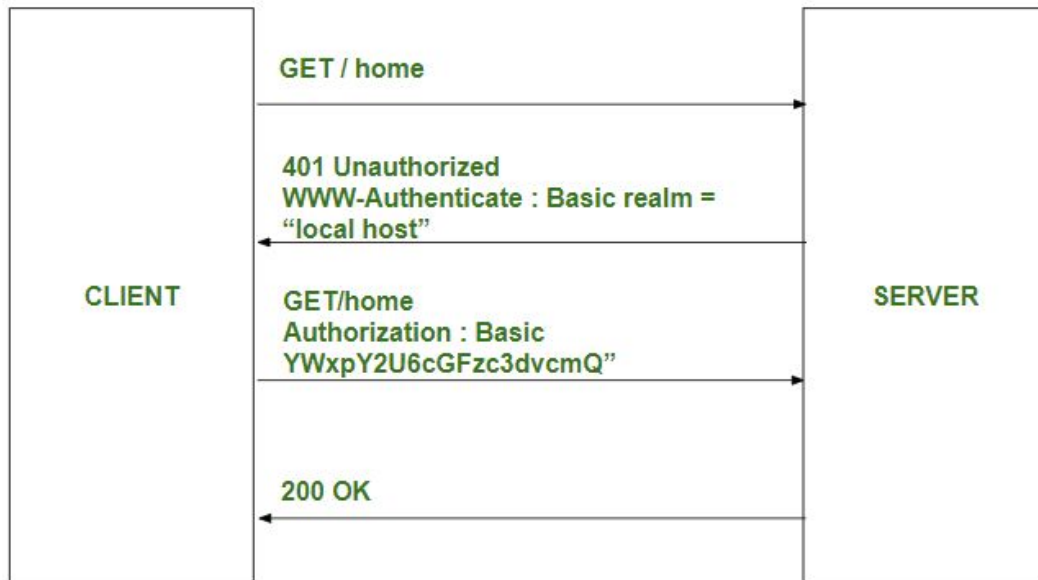 GET / home
401 Unauthorized
WWW-Authenticate : Basic realm =
“local host”
CLIENT
SERVER
GET/home
Authorization : Basic
YWxpY2U6cGFzc3dvcmQ”
200 OK